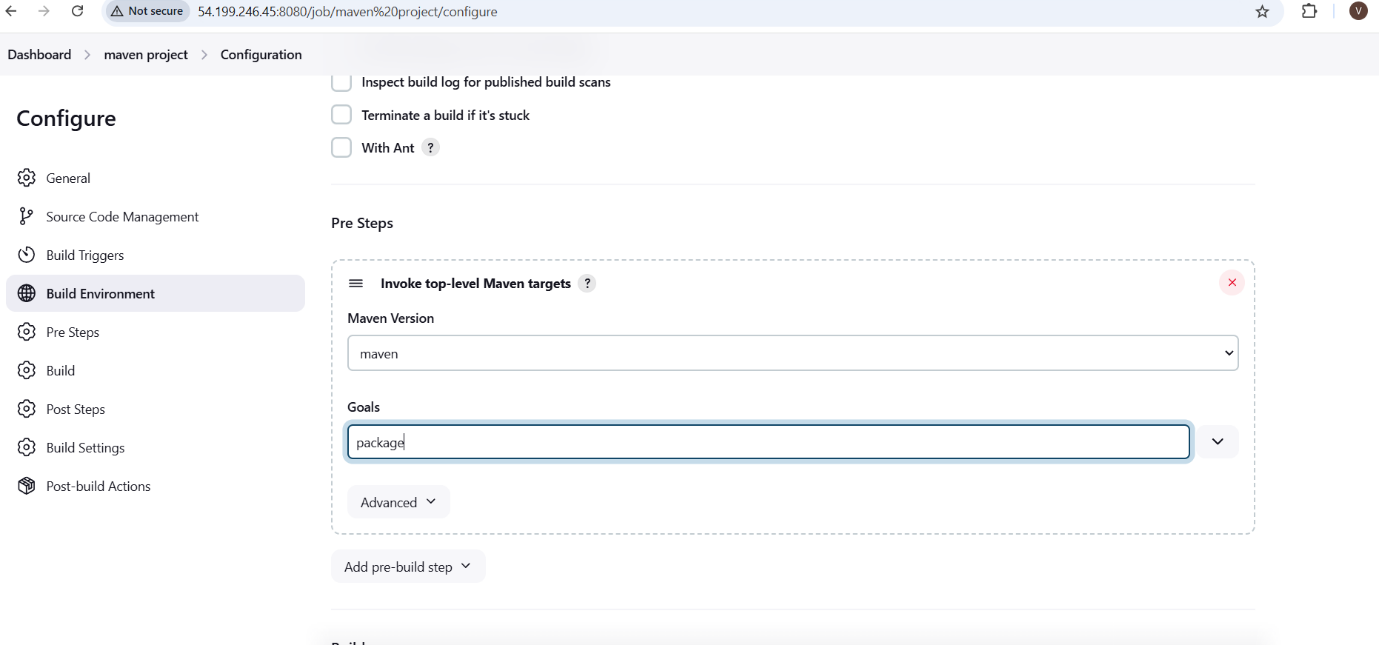 Not secure 54.199.246.45:8080/job/maven%20project/configure V
Dashboard > maven project > Configuration
Inspect build log for published build scans
Configure
Terminate a build if it's stuck
With Ant ?
General
Source Code Management
Build Triggers
Build Environment
Pre Steps
Build
Post Steps
Build Settings
Post-build Actions
Pre Steps
Invoke top-level Maven targets ?
Maven Version
maven
Goals
package
Advanced
Add pre-build step